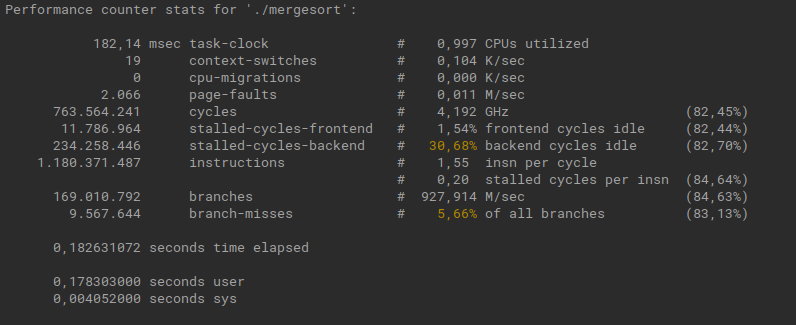 Performance counter stats for './mergesort':
182,14 msec task-clock # 0,997 CPUs utilized
19 context-switches # 0,104 K/sec
0 cpu-migrations # 0,000 K/sec
2.066 page-faults # 0,011 M/sec
763.564.241 cycles # 4,192 GHz (82,45%)
11.786.964 stalled-cycles-frontend # 1,54% frontend cycles idle (82,44%)
234.258.446 stalled-cycles-backend # 30,68% backend cycles idle (82,70%)
1.180.371.487 instructions # 1,55 insn per cycle
# 0,20 stalled cycles per insn (84,64%)
169.010.792 branches # 927,914 M/sec (84,63%)
9.567.644 branch-misses # 5,66% of all branches (83,13%)
0,182631072 seconds time elapsed
0,178303000 seconds user
0,004052000 seconds sys